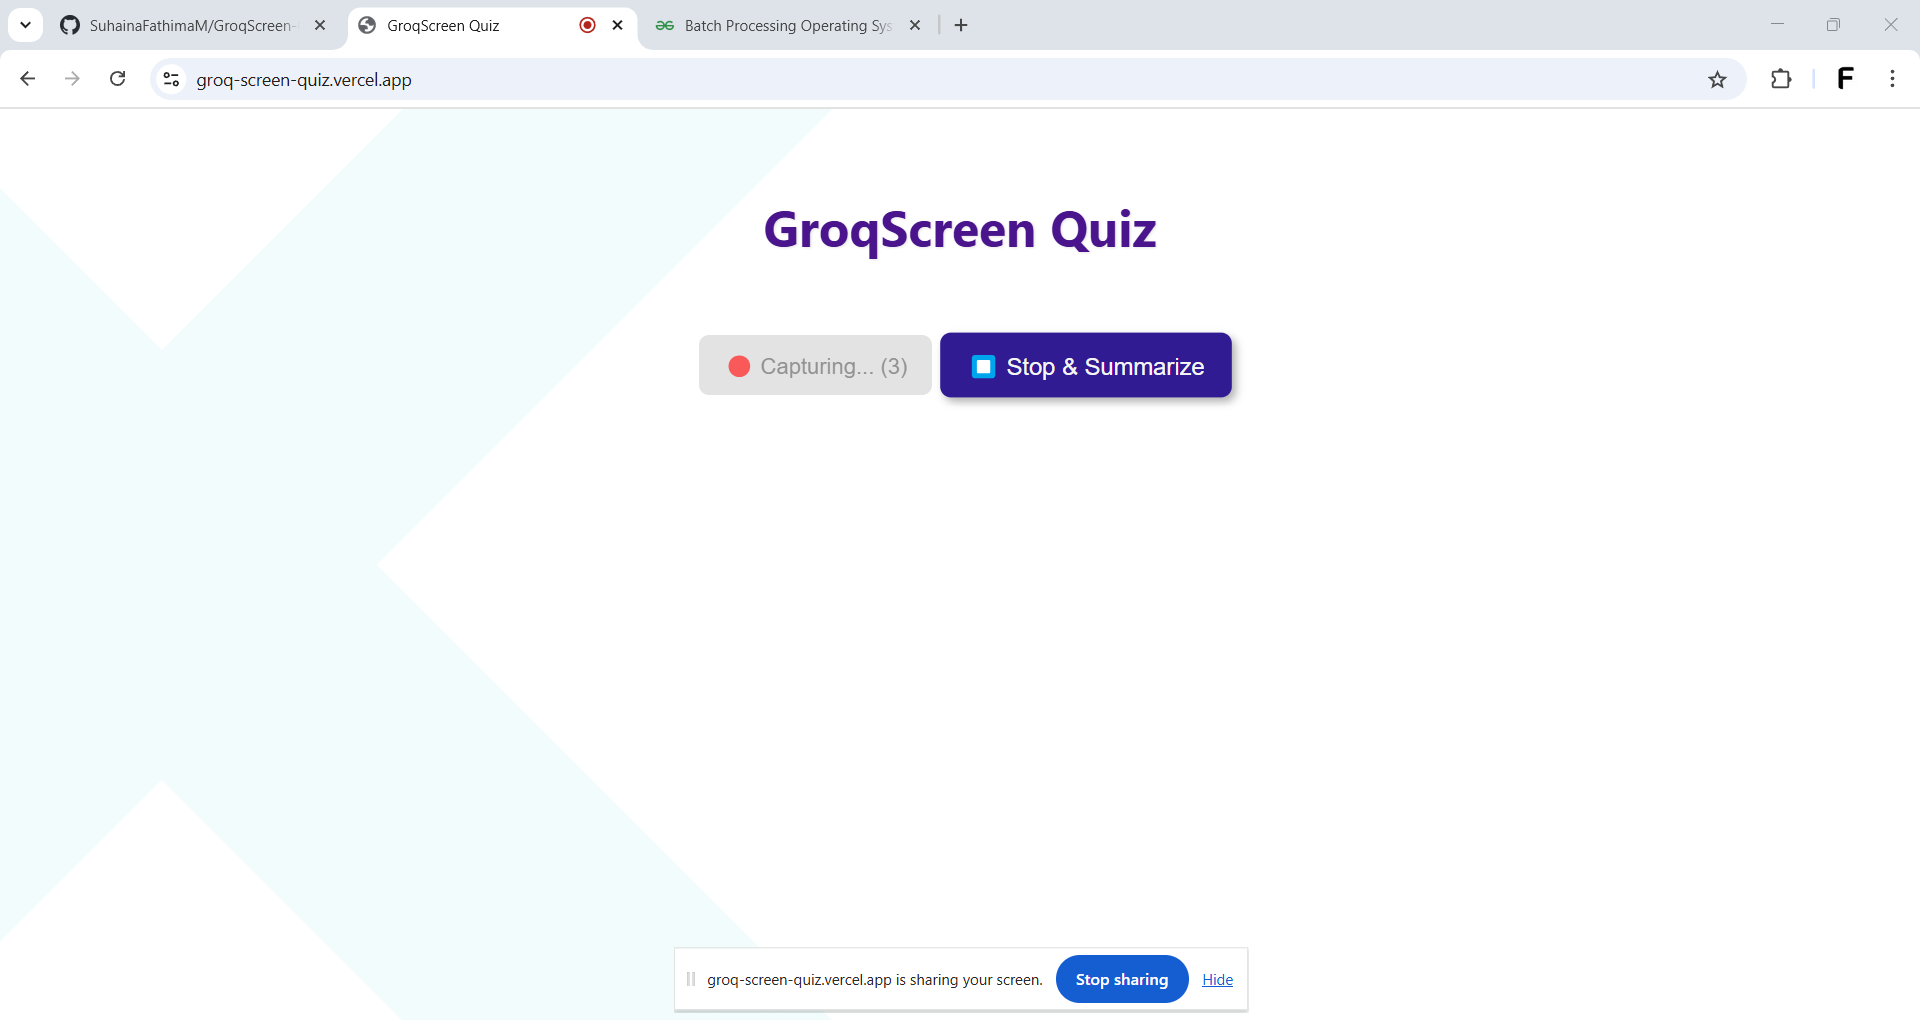 SuhainaFathimaM/GroqScreen-
GroqScreen Quiz
Batch Processing Operating Sys
groq-screen-quiz.vercel.app
F
GroqScreen Quiz
Capturing... (3)
Stop & Summarize
groq-screen-quiz.vercel.app is sharing your screen.
Stop sharing
Hide